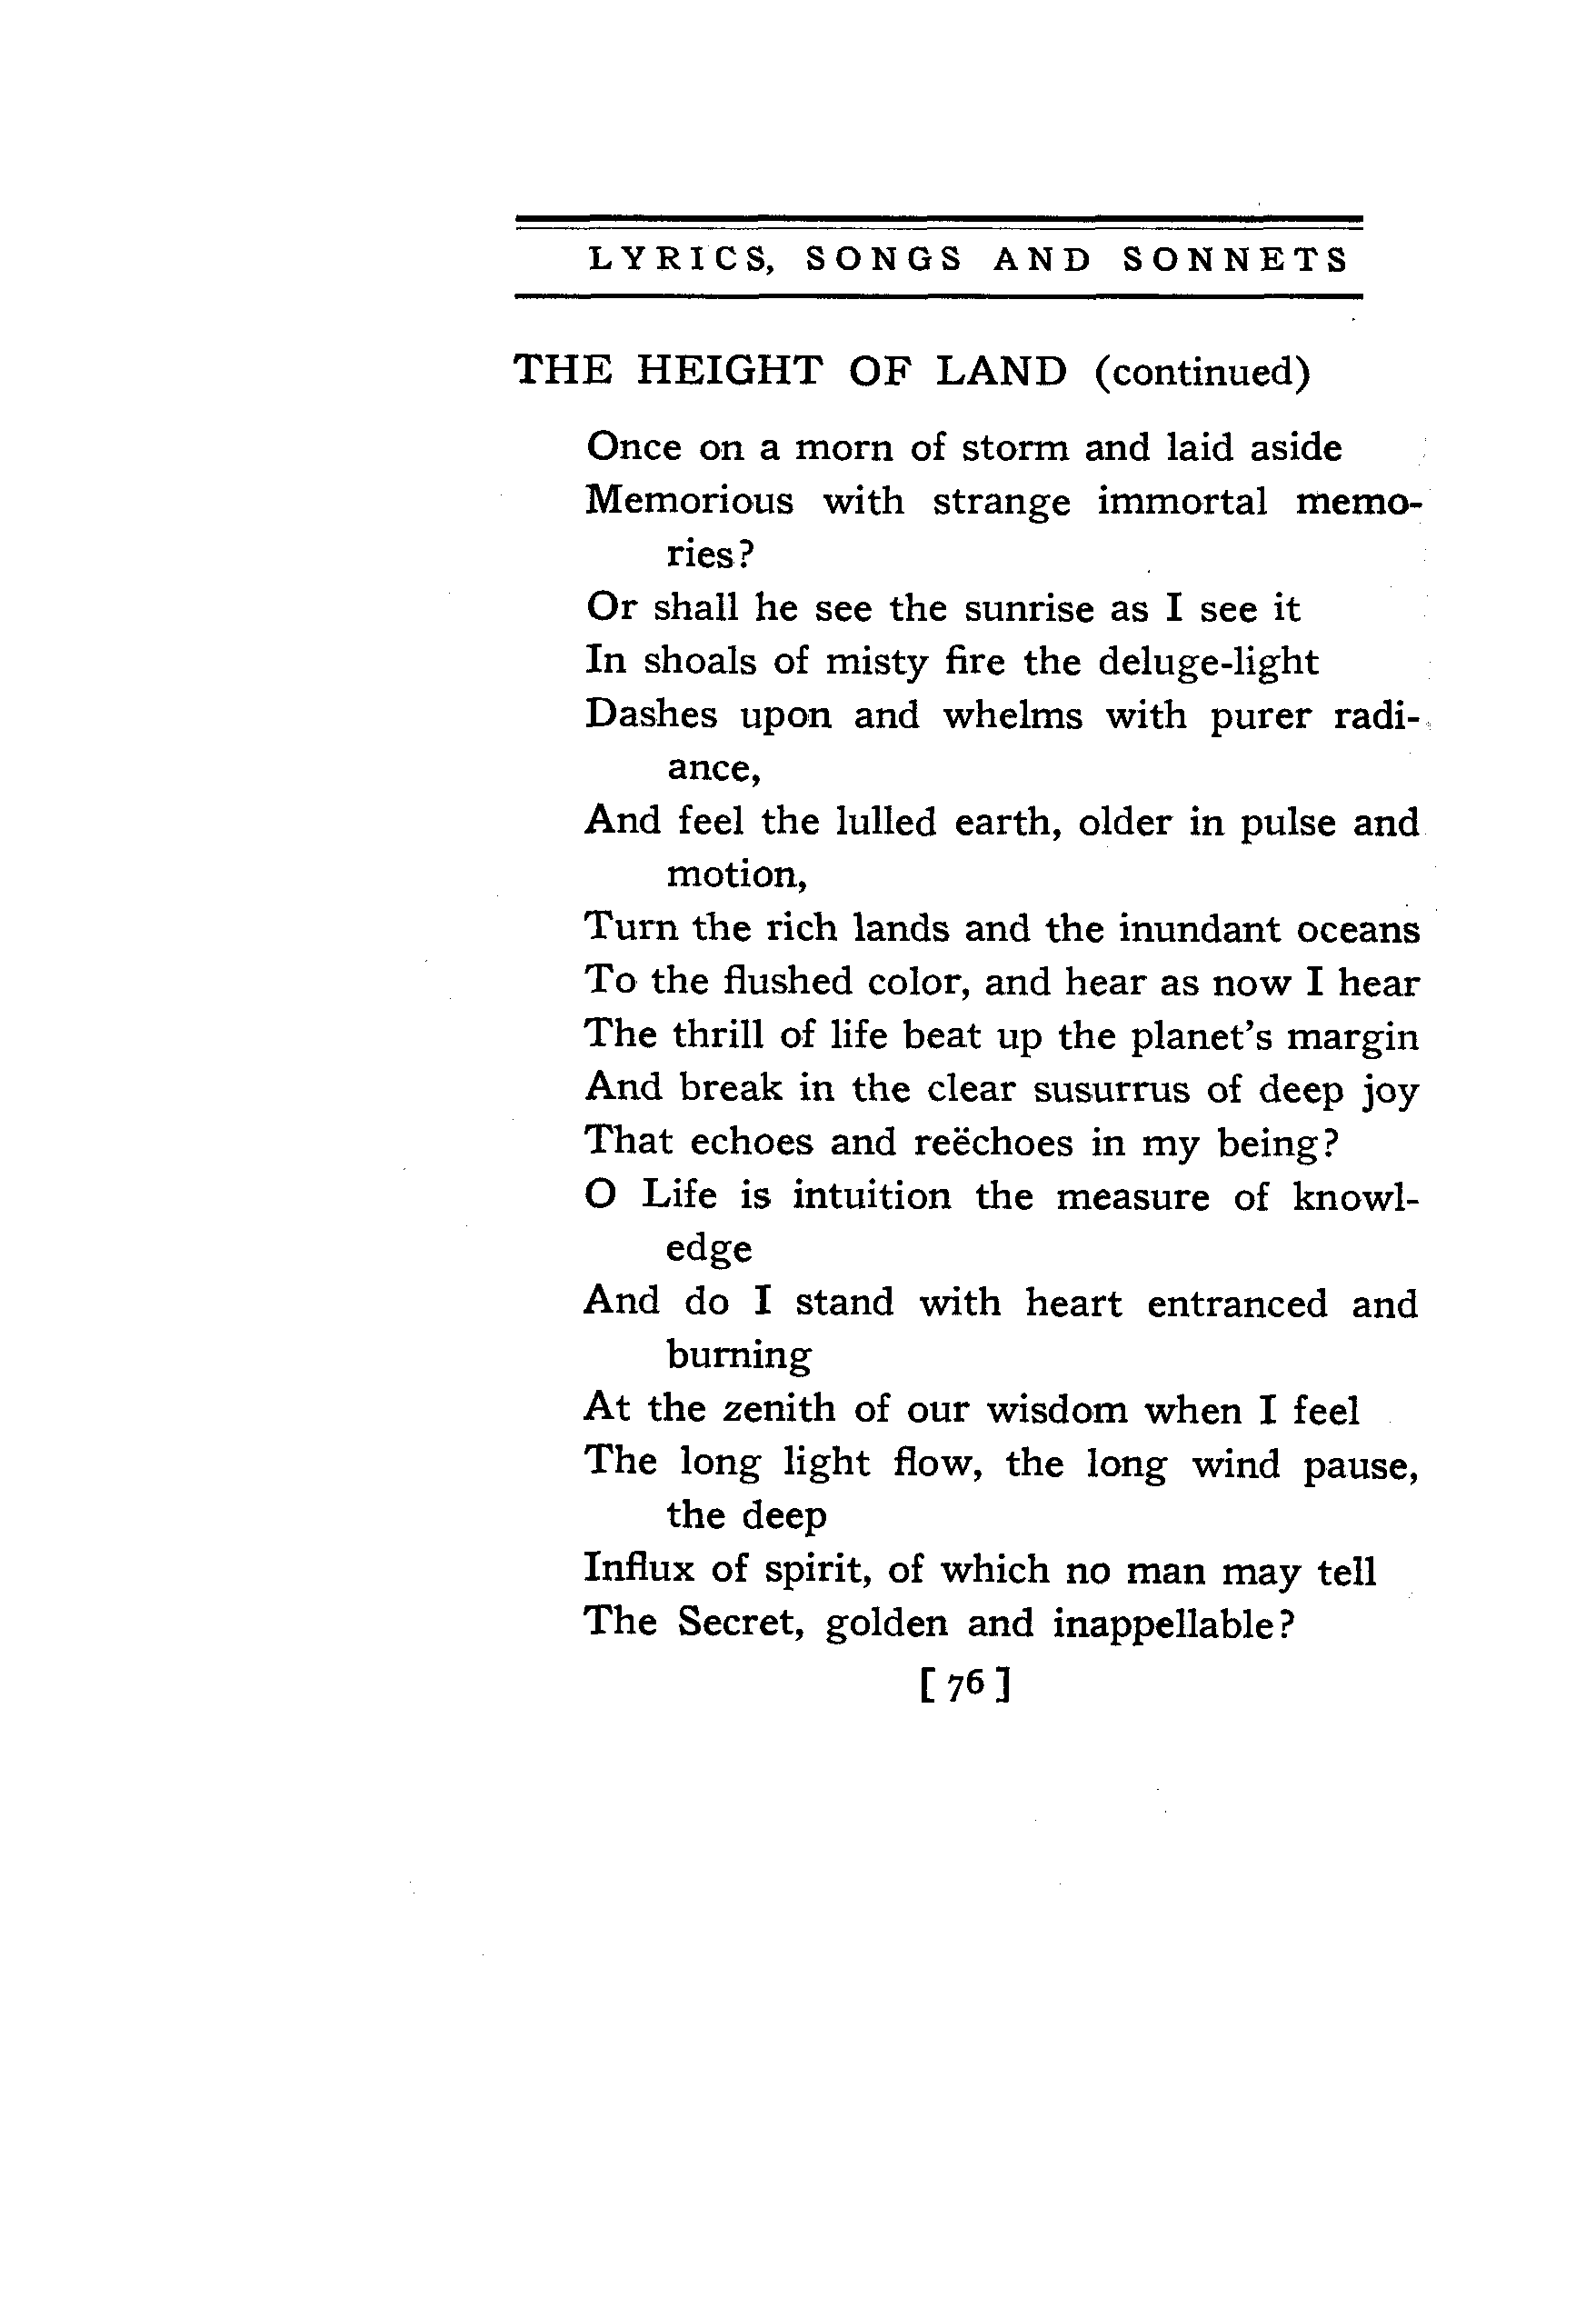 LYRICS, SONGS AND SONNETS
THE HEIGHT OF LAND (continued)
Once on a morn of storm and laid aside
Memorious with strange immortal memo-
ries?
Or shall he see the sunrise as I see it
In shoals of misty fire the deluge-light
Dashes upon and whelms with purer radi-
ance,
And feel the lulled earth, older in pulse and
motion,
Turn the rich lands and the inundant oceans
To the flushed color, and hear as now I hear
The thrill of life beat up the planet's margin
And break in the clear susurrus of deep joy
That echoes and reëchoes in my being?
O Life is intuition the measure of knowl-
edge
And do I stand with heart entranced and
burning
At the zenith of our wisdom when I feel
The long light flow, the long wind pause,
the deep
Influx of spirit, of which no man may tell
The Secret, golden and inappellable?
[ 76 ]